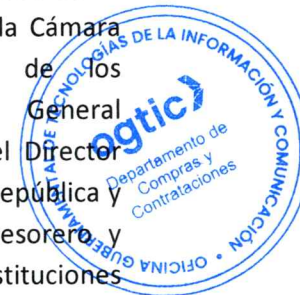 la Cámara
de los
General
el Director
epública y
esorero, y
stituciones
OFICINA GUBERNAMENTAL DE TECNOLOGÍAS DE LA INFORMACIÓN Y COMUNICACIÓN
ogtic
Departamento de
Compras y
Contrataciones